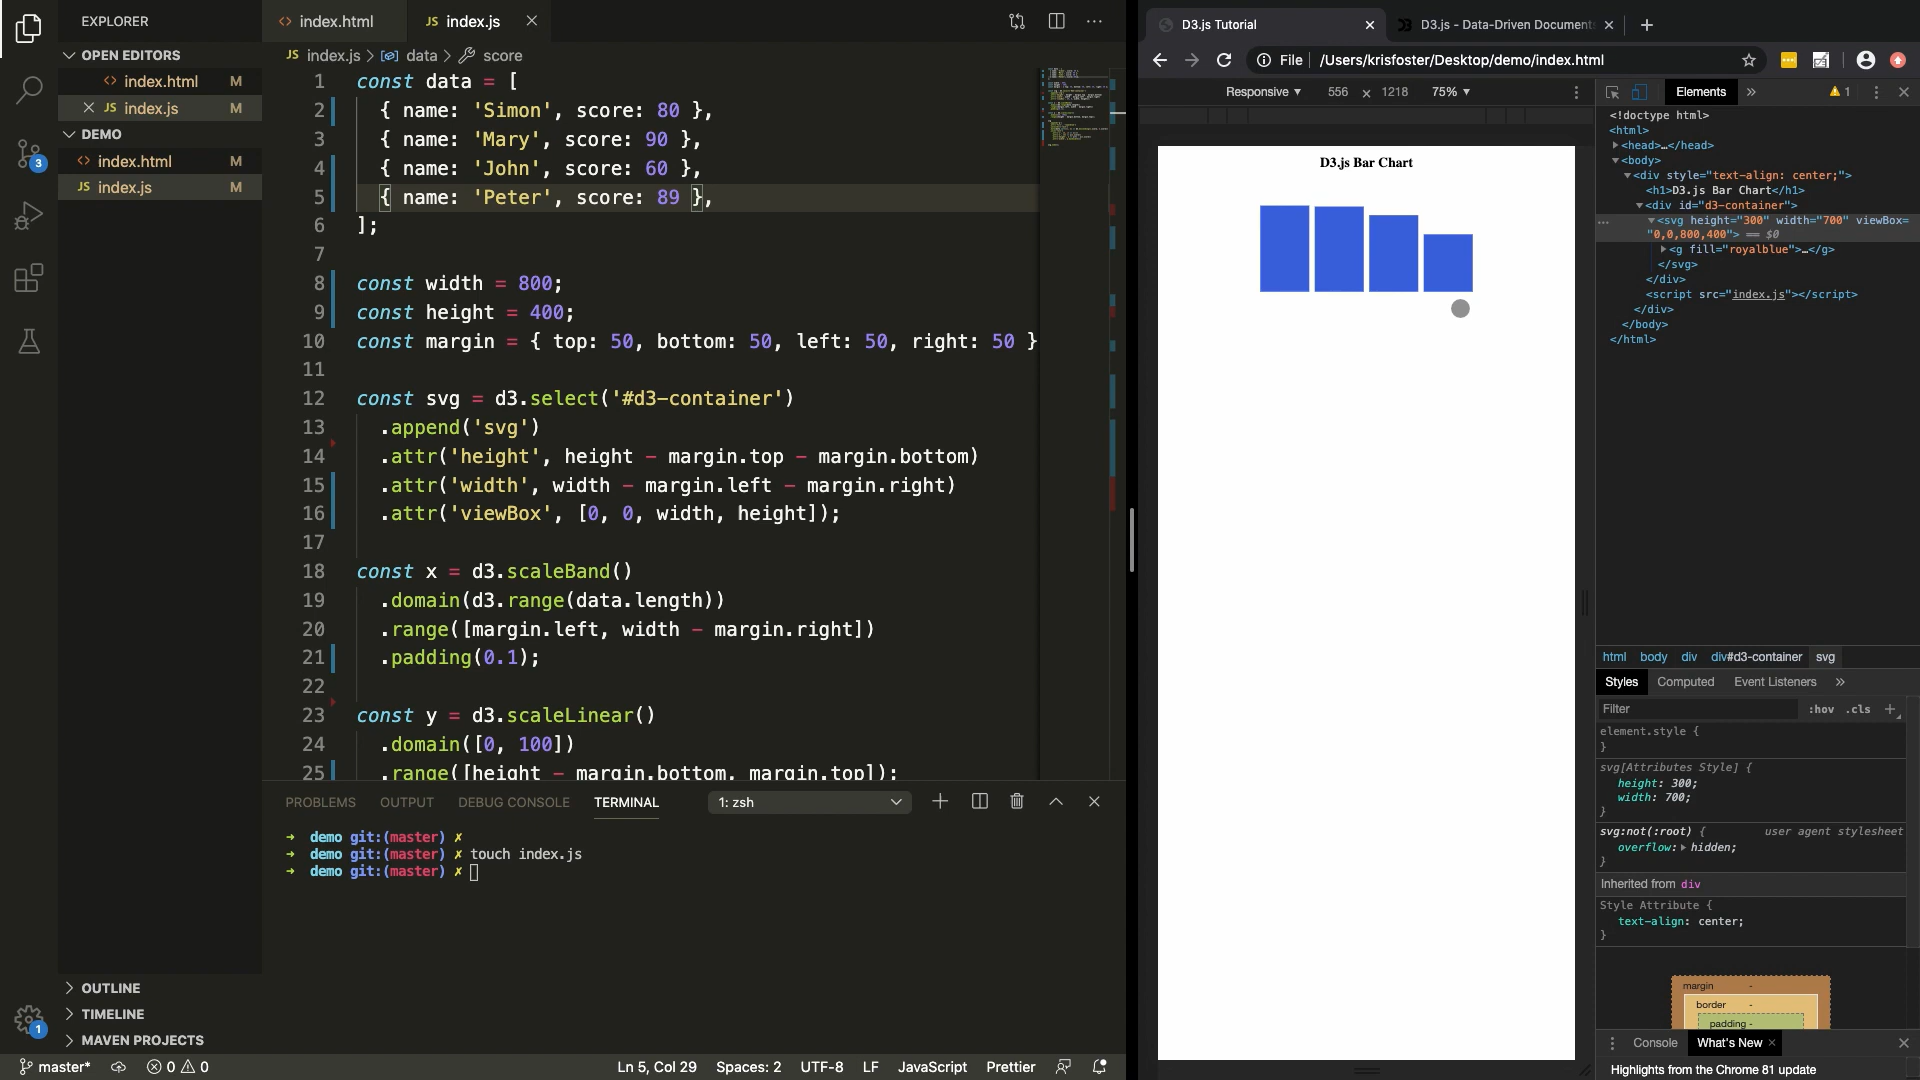 EXPLORER
OPEN EDITORS
<> index.html M
× JS index.js M
DEMO
<> index.html M
JS index.js M
3
1
OUTLINE
TIMELINE
MAVEN PROJECTS
<> index.html
JS index.js ×
JS index.js > data > score
1 const data = [
2 { name: 'Simon', score: 80 },
3 { name: 'Mary', score: 90 },
4 { name: 'John', score: 60 },
5 { name: 'Peter', score: 89 },
6 ];
7
8 const width = 800;
9 const height = 400;
10 const margin = { top: 50, bottom: 50, left: 50, right: 50 }
11
12 const svg = d3.select('#d3-container')
13 .append('svg')
14 .attr('height', height - margin.top - margin.bottom)
15 .attr('width', width - margin.left - margin.right)
16 .attr('viewBox', [0, 0, width, height]);
17
18 const x = d3.scaleBand()
19 .domain(d3.range(data.length))
20 .range([margin.left, width - margin.right])
21 .padding(0.1);
22
23 const y = d3.scaleLinear()
24 .domain([0, 100])
25 .range([height - margin.bottom, margin.top]);
PROBLEMS OUTPUT DEBUG CONSOLE TERMINAL 1: zsh
→ demo git:(master) ✗
→ demo git:(master) ✗ touch index.js
→ demo git:(master) ✗
master* 0 0 Ln 5, Col 29 Spaces: 2 UTF-8 LF JavaScript Prettier
D3.js Tutorial ×
D3.js - Data-Driven Document ×
File | /Users/krisfoster/Desktop/demo/index.html
Responsive ▾ 556 × 1218 75% ▾
D3.js Bar Chart
Elements » 1
<!doctype html>
<html>
<head>…</head>
<body>
<div style="text-align: center;">
<h1>D3.js Bar Chart</h1>
<div id="d3-container">
<svg height="300" width="700" viewBox=
"0,0,800,400"> == $0
<g fill="royalblue">…</g>
</svg>
</div>
<script src="index.js"></script>
</div>
</body>
</html>
html body div div#d3-container svg
Styles Computed Event Listeners »
Filter :hov .cls +
element.style {
}
svg[Attributes Style] {
height: 300;
width: 700;
}
svg:not(:root) { user agent stylesheet
overflow: hidden;
}
Inherited from div
Style Attribute {
text-align: center;
}
margin -
border -
padding -
Console What's New ×
Highlights from the Chrome 81 update